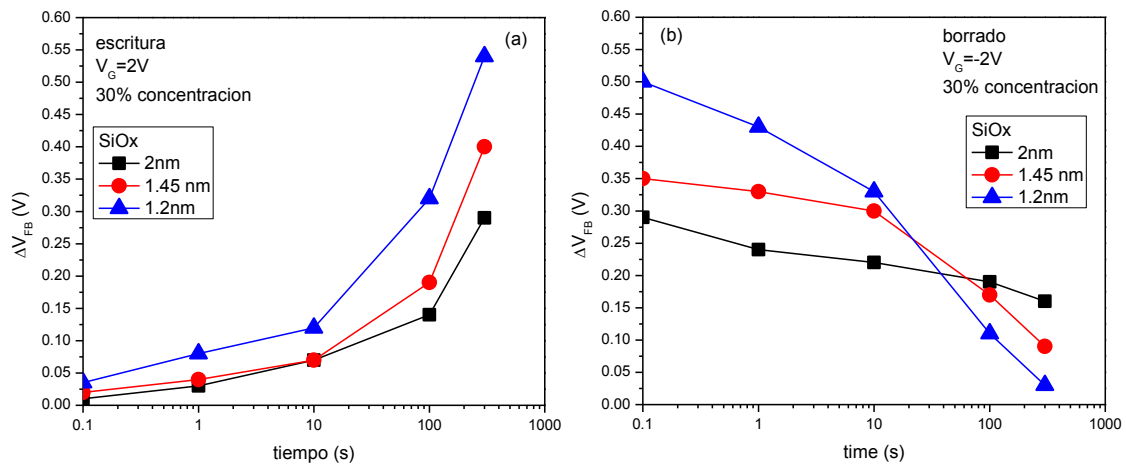 escritura
V_G=2V
30% concentracion
(a)
SiOx
2nm
1.45 nm
1.2nm
ΔV_FB (V)
0.60
0.55
0.50
0.45
0.40
0.35
0.30
0.25
0.20
0.15
0.10
0.05
0.00
0.1
1
10
100
1000
tiempo (s)
(b)
borrado
V_G=-2V
30% concentracion
SiOx
2nm
1.45 nm
1.2nm
ΔV_FB (V)
0.60
0.55
0.50
0.45
0.40
0.35
0.30
0.25
0.20
0.15
0.10
0.05
0.00
0.1
1
10
100
1000
time (s)